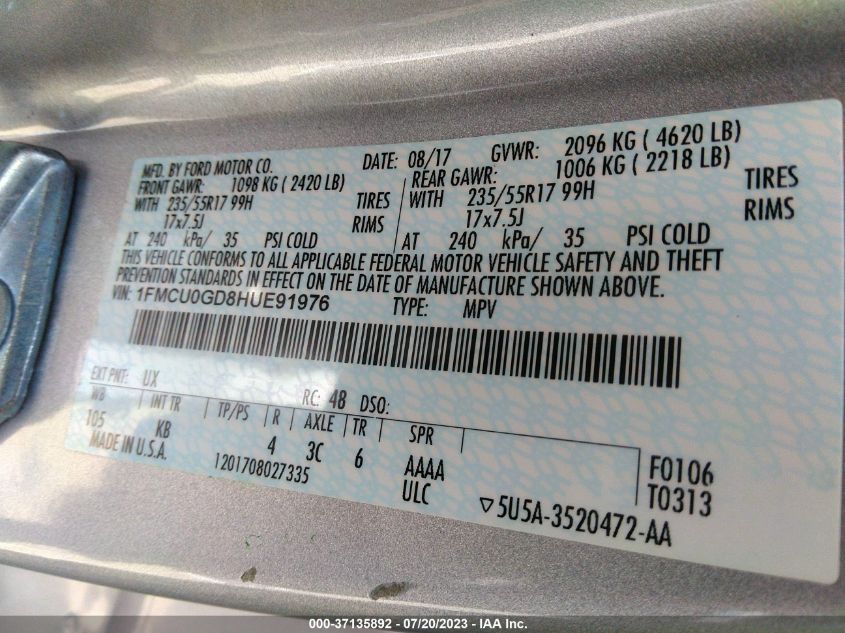 MFD. BY FORD MOTOR CO. DATE: 08/17 GVWR: 2096 KG ( 4620 LB)
FRONT GAWR: 1098 KG ( 2420 LB) REAR GAWR: 1006 KG ( 2218 LB)
WITH 235/55R17 99H TIRES WITH 235/55R17 99H TIRES
17x7.5J RIMS 17x7.5J RIMS
AT 240 kPa/ 35 PSI COLD AT 240 kPa/ 35 PSI COLD
THIS VEHICLE CONFORMS TO ALL APPLICABLE FEDERAL MOTOR VEHICLE SAFETY AND THEFT
PREVENTION STANDARDS IN EFFECT ON THE DATE OF MANUFACTURE SHOWN ABOVE.
VIN: 1FMCU0GD8HUE91976 TYPE: MPV
EXT PNT: UX RC: 48 DSO:
WB INT TR TP/PS R AXLE TR SPR
105 KB 4 3C 6 AAAA F0106
MADE IN U.S.A. 1201708027335 ULC T0313
▽5U5A-3520472-AA
000-37135892 - 07/20/2023 - IAA Inc.